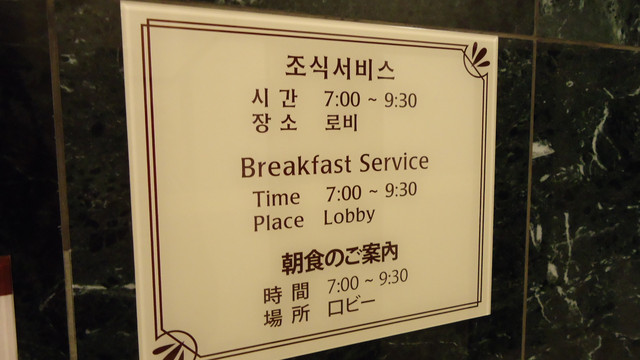 조식서비스
시 간 7:00 ~ 9:30
장 소 로비
Breakfast Service
Time 7:00 ~ 9:30
Place Lobby
朝食のご案內
時 間 7:00 ~ 9:30
場 所 ロビー